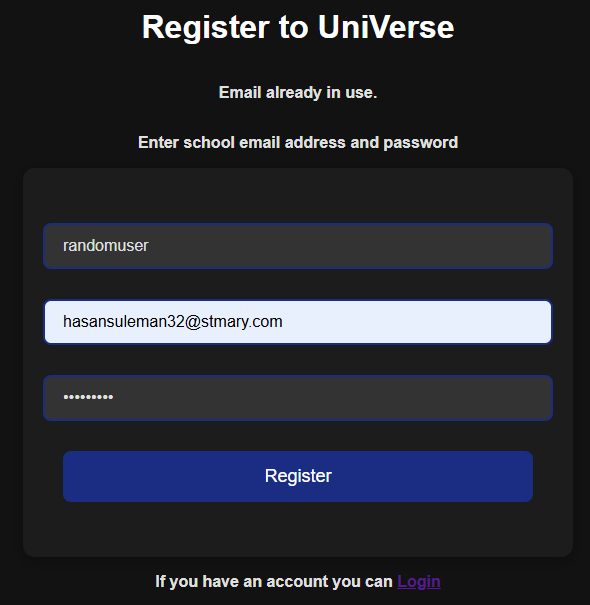 Register to UniVerse
Email already in use.
Enter school email address and password
randomuser
hasansuleman32@stmary.com
•••••••••
Register
If you have an account you can Login